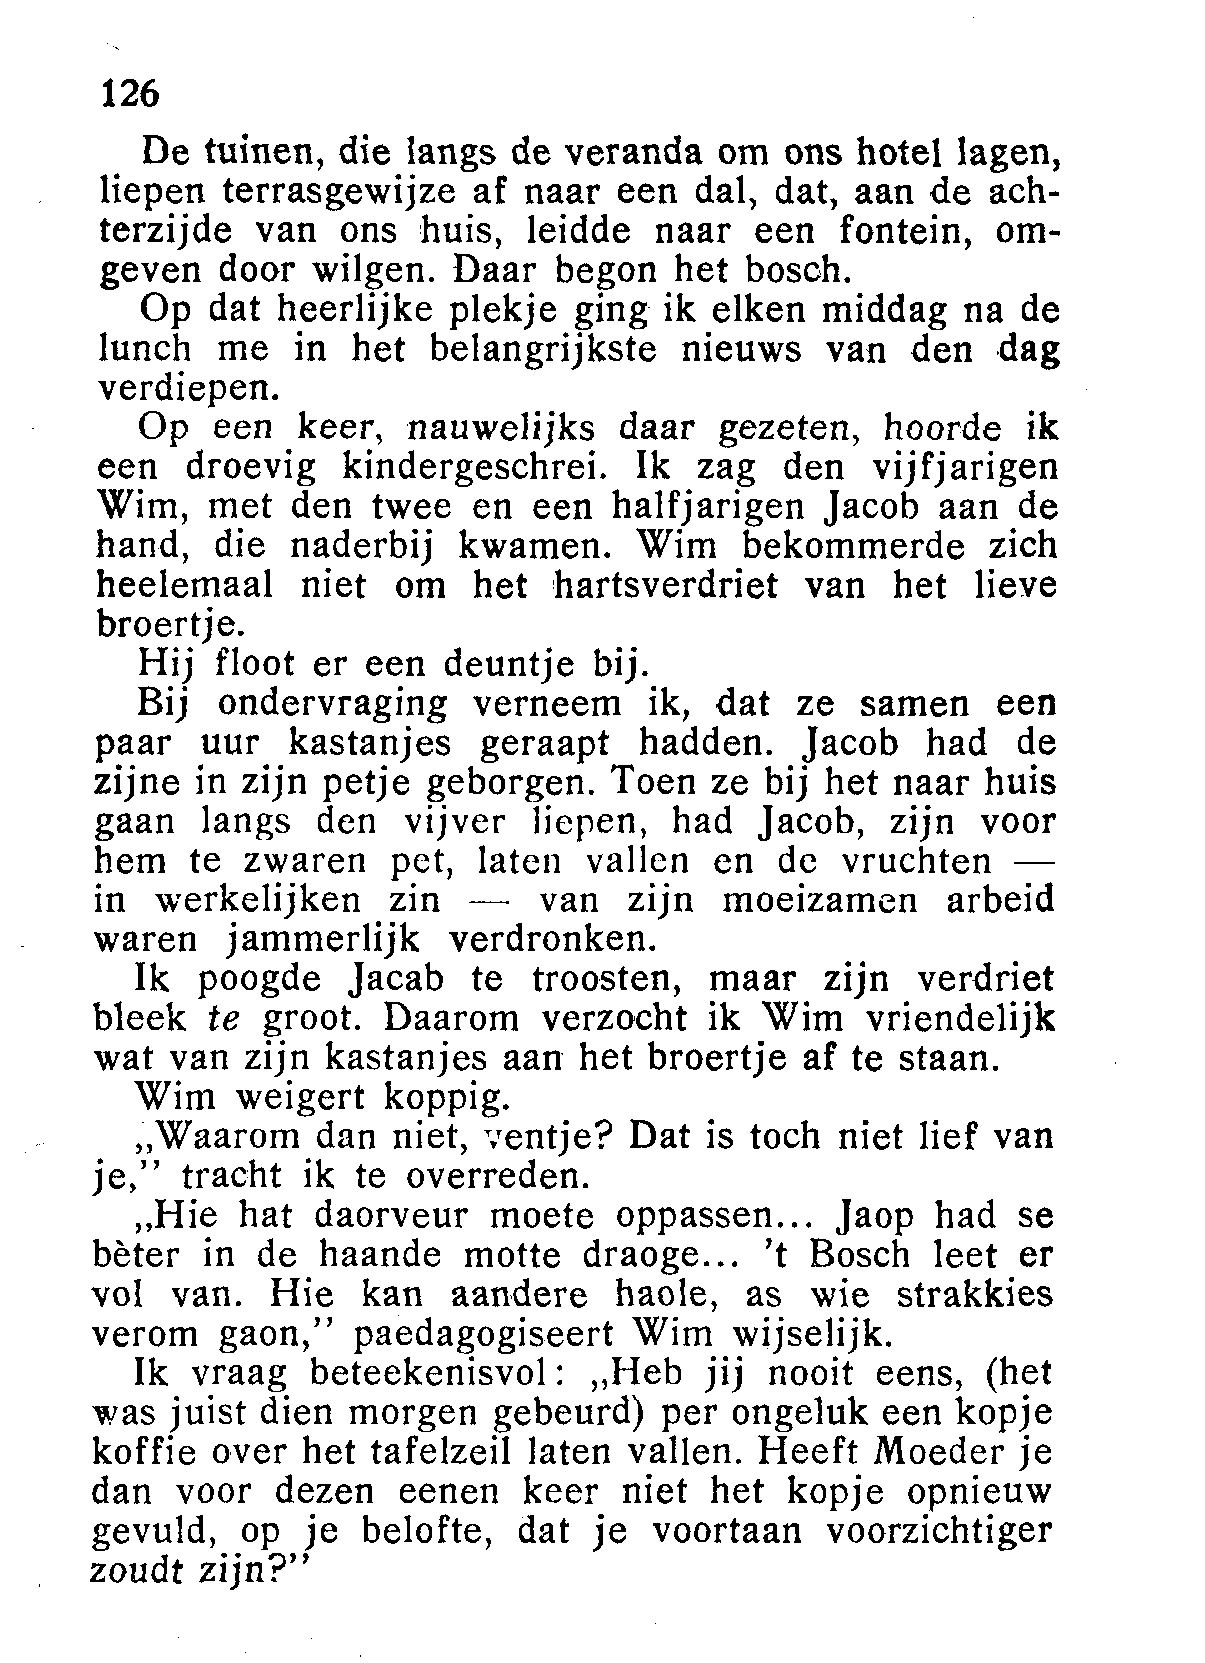 126
De tuinen, die langs de veranda om ons hotel lagen,
liepen terrasgewijze af naar een dal, dat, aan de ach-
terzijde van ons huis, leidde naar een fontein, om-
geven door wilgen. Daar begon het bosch.
Op dat heerlijke plekje ging ik elken middag na de
lunch me in het belangrijkste nieuws van den dag
verdiepen.
Op een keer, nauwelijks daar gezeten, hoorde ik
een droevig kindergeschrei. Ik zag den vijfjarigen
Wim, met den twee en een halfjarigen Jacob aan de
hand, die naderbij kwamen. Wim bekommerde zich
heelemaal niet om het hartsverdriet van het lieve
broertje.
Hij floot er een deuntje bij.
Bij ondervraging verneem ik, dat ze samen een
paar uur kastanjes geraapt hadden. Jacob had de
zijne in zijn petje geborgen. Toen ze bij het naar huis
gaan langs den vijver liepen, had Jacob, zijn voor
hem te zwaren pet, laten vallen en de vruchten —
in werkelijken zin — van zijn moeizamen arbeid
waren jammerlijk verdronken.
Ik poogde Jacab te troosten, maar zijn verdriet
bleek te groot. Daarom verzocht ik Wim vriendelijk
wat van zijn kastanjes aan het broertje af te staan.
Wim weigert koppig.
„Waarom dan niet, ventje? Dat is toch niet lief van
je,” tracht ik te overreden.
„Hie hat daorveur moete oppassen... Jaop had se
bèter in de haande motte draoge... 't Bosch leet er
vol van. Hie kan aandere haole, as wie strakkies
verom gaon,” paedagogiseert Wim wijselijk.
Ik vraag beteekenisvol: „Heb jij nooit eens, (het
was juist dien morgen gebeurd) per ongeluk een kopje
koffie over het tafelzeil laten vallen. Heeft Moeder je
dan voor dezen eenen keer niet het kopje opnieuw
gevuld, op je belofte, dat je voortaan voorzichtiger
zoudt zijn?”